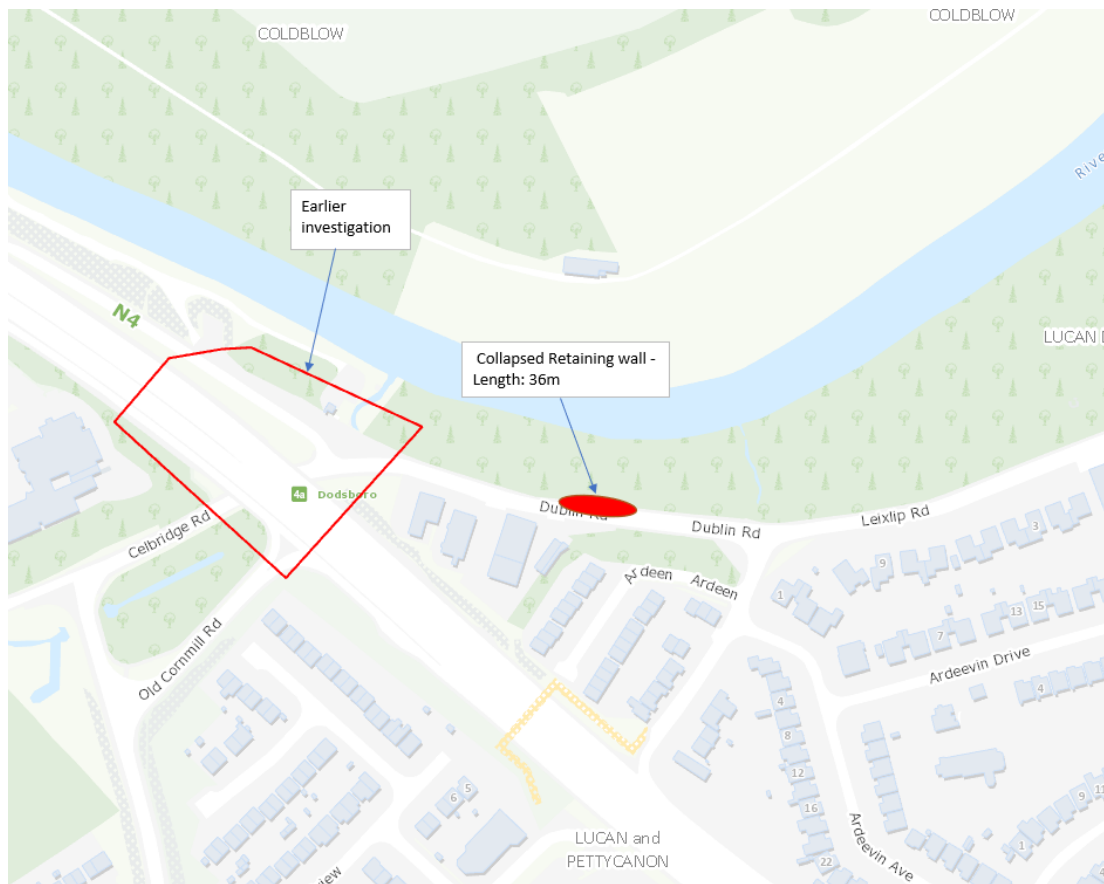 COLDBLOW
COLDBLOW
Earlier
investigation
N4
LUCAN
Collapsed Retaining wall -
Length: 36m
4a Dodsboro
Celbridge Rd
Old Cornmill Rd
Dublin Rd
Dublin Rd
Leixlip Rd
3
9
Ardeen
Ardeen
1
13
15
7
Ardeevin Drive
4
4
8
12
16
Ardeevin Ave
22
5
6
9
11
1
4
LUCAN and
PETTYCANON